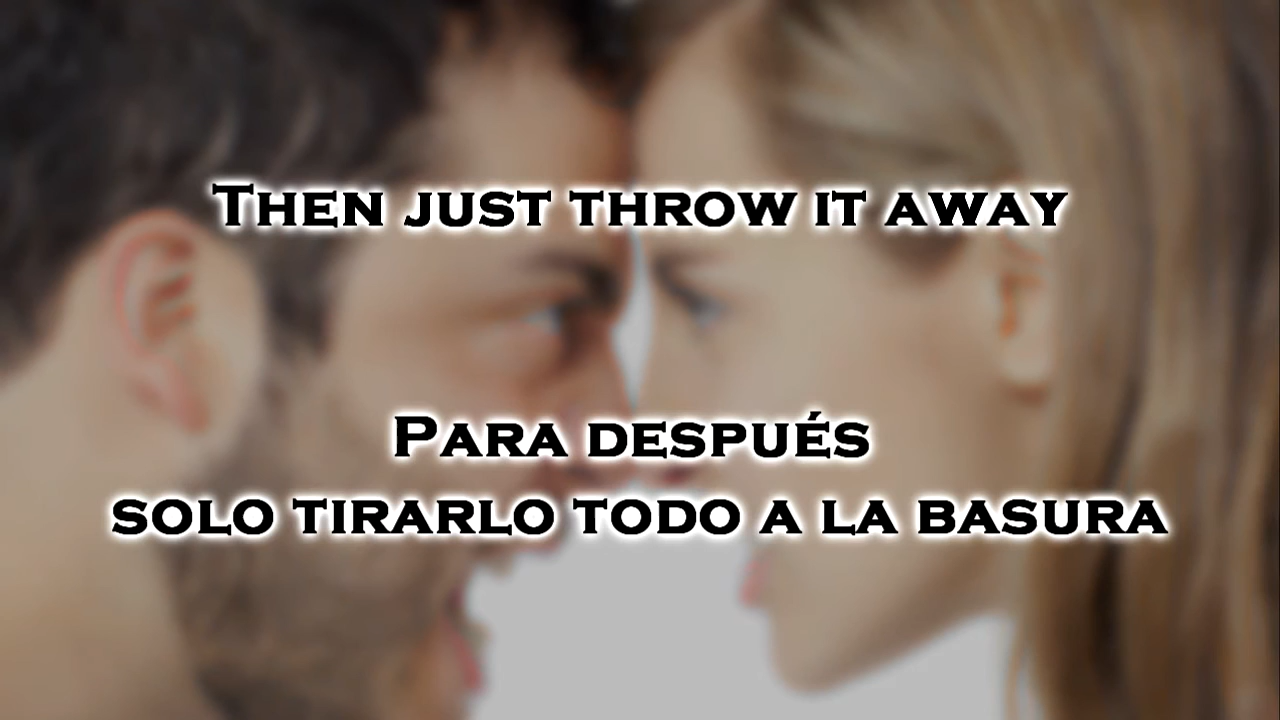 Then just throw it away
Para después
solo tirarlo todo a la basura